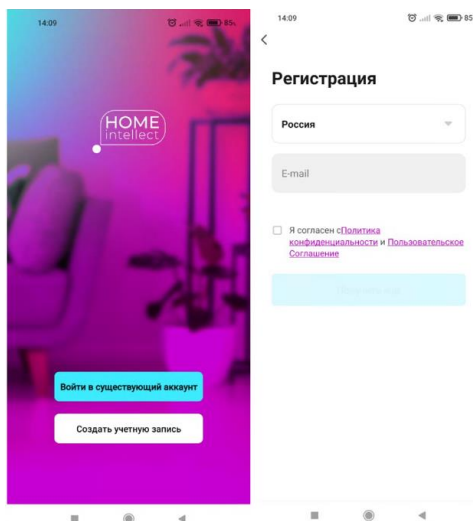 14:09
85
HOME
intellect
Войти в существующий аккаунт
Создать учетную запись
14:09
85
Регистрация
Россия
E-mail
Я согласен сПолитика
конфиденциальности и Пользовательское
Соглашение